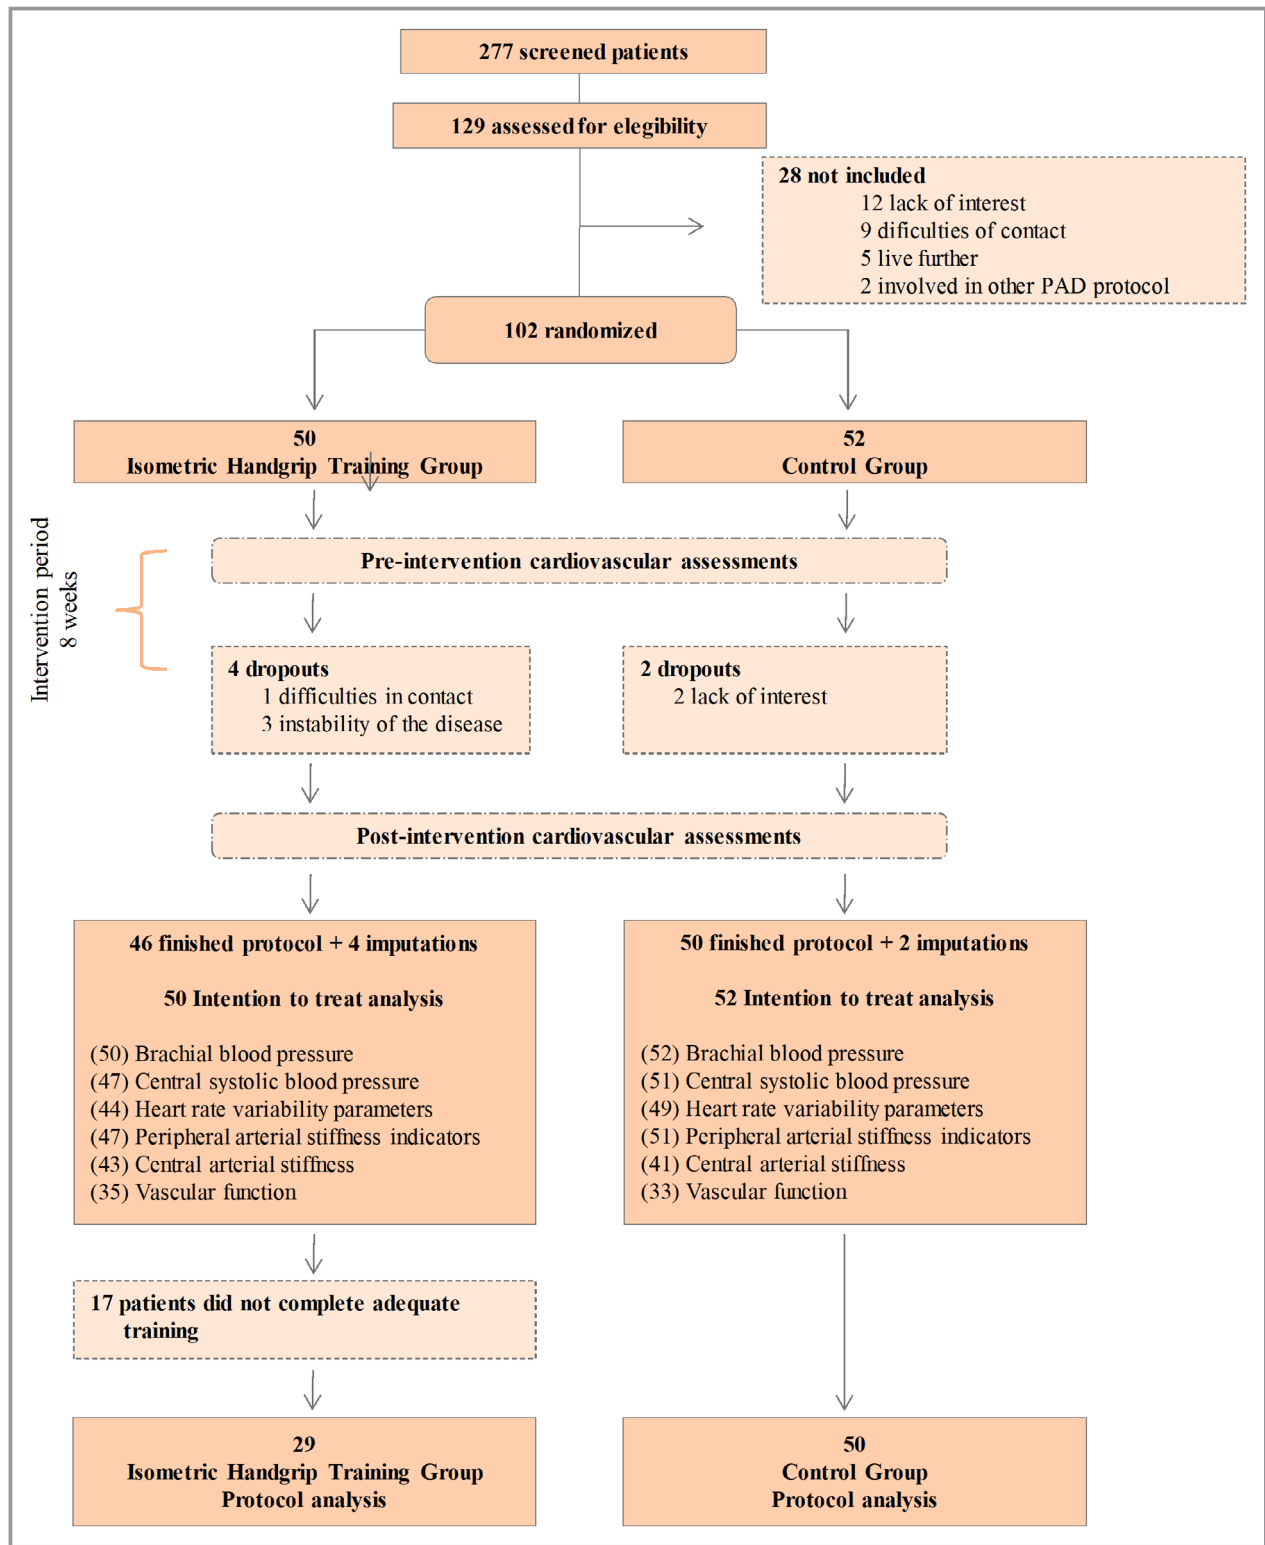 277 screened patients
129 assessed for elegibility
28 not included
12 lack of interest
9 dificulties of contact
5 live further
2 involved in other PAD protocol
102 randomized
50
Isometric Handgrip Training Group
52
Control Group
Intervention period
8 weeks
Pre-intervention cardiovascular assessments
4 dropouts
1 difficulties in contact
3 instability of the disease
2 dropouts
2 lack of interest
Post-intervention cardiovascular assessments
46 finished protocol + 4 imputations
50 Intention to treat analysis
(50) Brachial blood pressure
(47) Central systolic blood pressure
(44) Heart rate variability parameters
(47) Peripheral arterial stiffness indicators
(43) Central arterial stiffness
(35) Vascular function
50 finished protocol + 2 imputations
52 Intention to treat analysis
(52) Brachial blood pressure
(51) Central systolic blood pressure
(49) Heart rate variability parameters
(51) Peripheral arterial stiffness indicators
(41) Central arterial stiffness
(33) Vascular function
17 patients did not complete adequate
training
29
Isometric Handgrip Training Group
Protocol analysis
50
Control Group
Protocol analysis